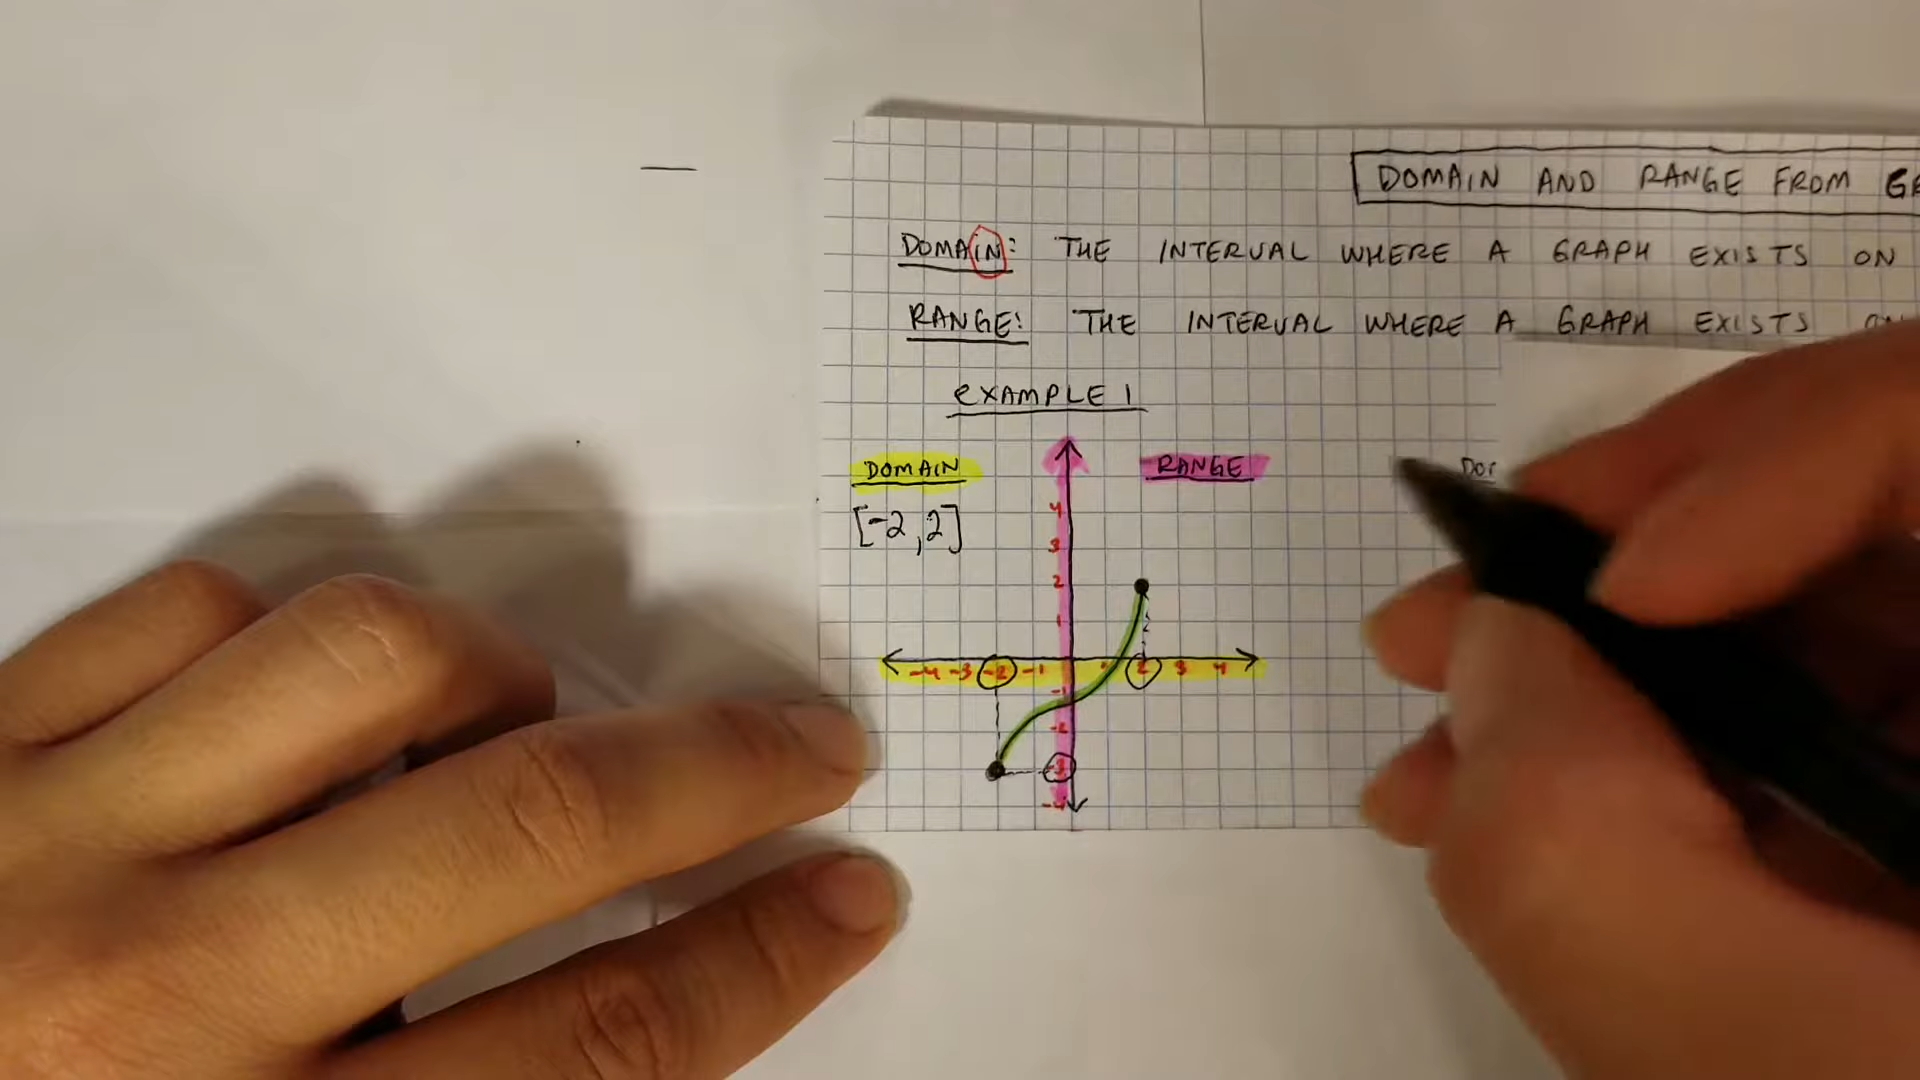 DOMAIN AND RANGE FROM
DOMAIN: THE INTERVAL WHERE A GRAPH EXISTS ON
RANGE: THE INTERVAL WHERE A GRAPH EXISTS
eXAMPLE 1
DOMAIN
RANGE
[-2,2]
4
3
2
1
-4 -3 -2 -1 1 2 3 4
-1
-2
-3
-4